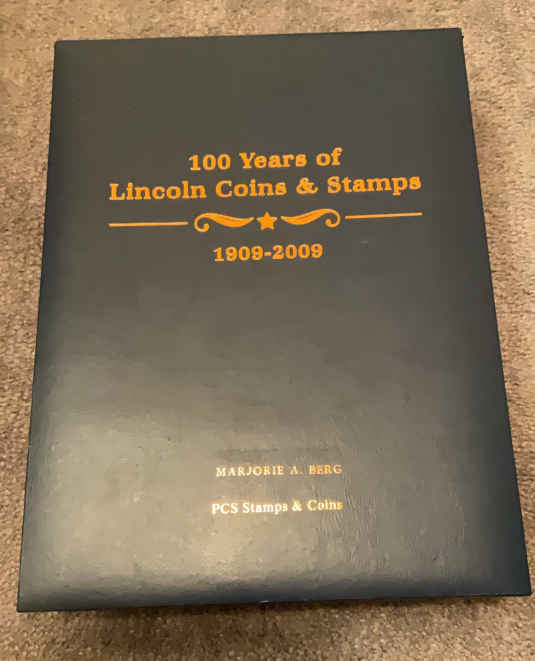 100 Years of
Lincoln Coins & Stamps
1909-2009
MARJORIE A. BERG
PCS Stamps & Coins